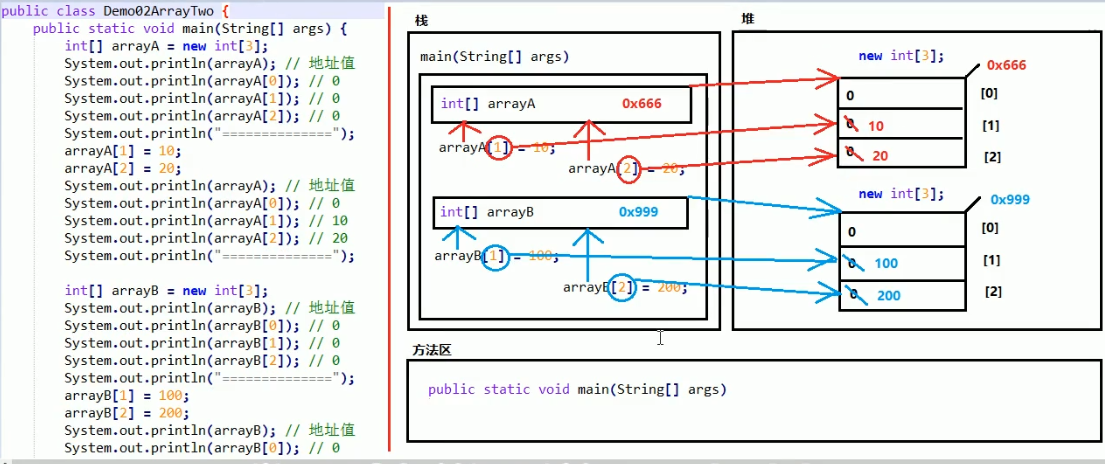 public class Demo02ArrayTwo {
public static void main(String[] args) {
int[] arrayA = new int[3];
System.out.println(arrayA); // 地址值
System.out.println(arrayA[0]); // 0
System.out.println(arrayA[1]); // 0
System.out.println(arrayA[2]); // 0
System.out.println("==============");
arrayA[1] = 10;
arrayA[2] = 20;
System.out.println(arrayA); // 地址值
System.out.println(arrayA[0]); // 0
System.out.println(arrayA[1]); // 10
System.out.println(arrayA[2]); // 20
System.out.println("==============");
int[] arrayB = new int[3];
System.out.println(arrayB); // 地址值
System.out.println(arrayB[0]); // 0
System.out.println(arrayB[1]); // 0
System.out.println(arrayB[2]); // 0
System.out.println("==============");
arrayB[1] = 100;
arrayB[2] = 200;
System.out.println(arrayB); // 地址值
System.out.println(arrayB[0]); // 0
栈
main(String[] args)
int[] arrayA 0x666
arrayA[1] = 10;
arrayA[2] = 20;
int[] arrayB 0x999
arrayB[1] = 100;
arrayB[2] = 200;
堆
new int[3];
0x666
0 [0]
0 10 [1]
0 20 [2]
new int[3];
0x999
0 [0]
0 100 [1]
0 200 [2]
方法区
public static void main(String[] args)